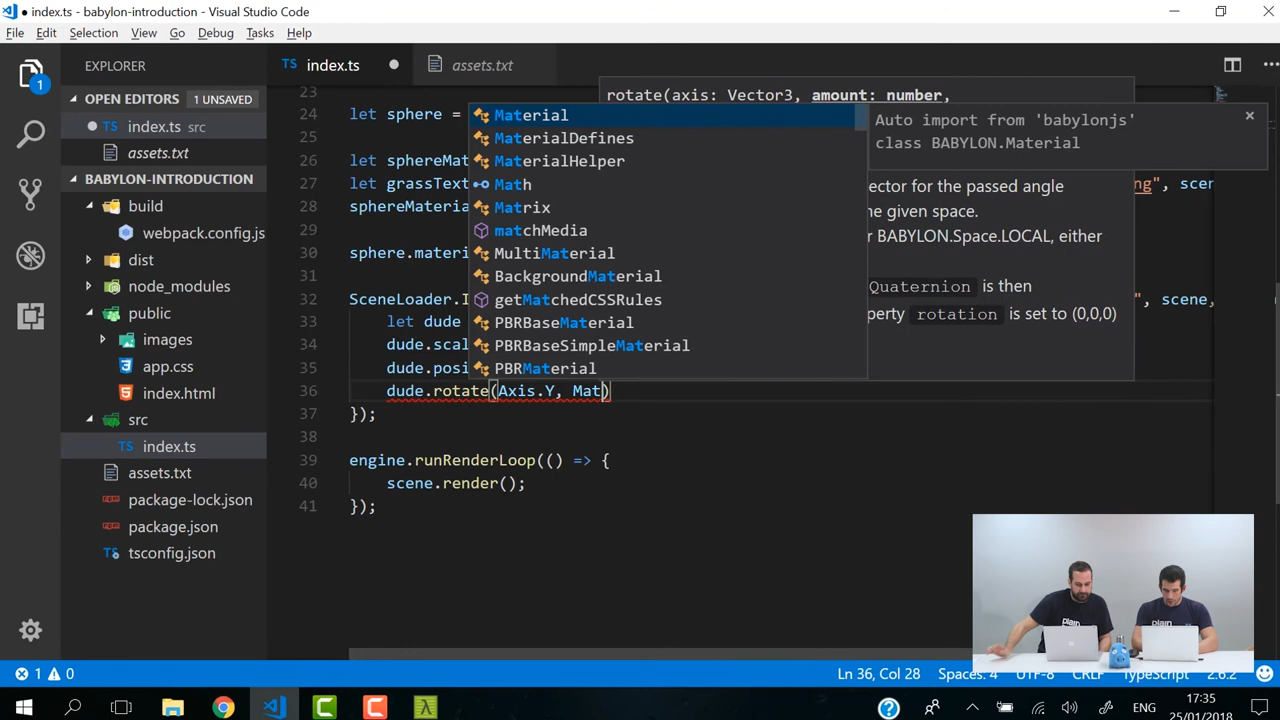 index.ts - babylon-introduction - Visual Studio Code
File Edit Selection View Go Debug Tasks Help
1
EXPLORER
OPEN EDITORS 1 UNSAVED
index.ts src
assets.txt
BABYLON-INTRODUCTION
build
webpack.config.js
dist
node_modules
public
images
app.css
index.html
src
index.ts
assets.txt
package-lock.json
package.json
tsconfig.json
TS index.ts
assets.txt
23
24 let sphere =
25
26 let sphereMat
27 let grassText ng", scen
28 sphereMateria
30 sphere.materi
31
32 SceneLoader.I ", scene,
33 let dude
34 dude.scal
35 dude.posi
36 dude.rotate(Axis.Y, Mat)
37 });
38
39 engine.runRenderLoop(() => {
40 scene.render();
41 });
rotate(axis: Vector3, amount: number,
Material
MaterialDefines
MaterialHelper
Math
Matrix
matchMedia
MultiMaterial
BackgroundMaterial
getMatchedCSSRules
PBRBaseMaterial
PBRBaseSimpleMaterial
PBRMaterial
Auto import from 'babylonjs'
class BABYLON.Material
ector for the passed angle
e given space.
r BABYLON.Space.LOCAL, either
Quaternion is then
perty rotation is set to (0,0,0)
plain
plain
1 0 Ln 36, Col 28 Spaces: 4 UTF-8 CRLF TypeScript 2.6.2
ENG
17:35
25/01/2018